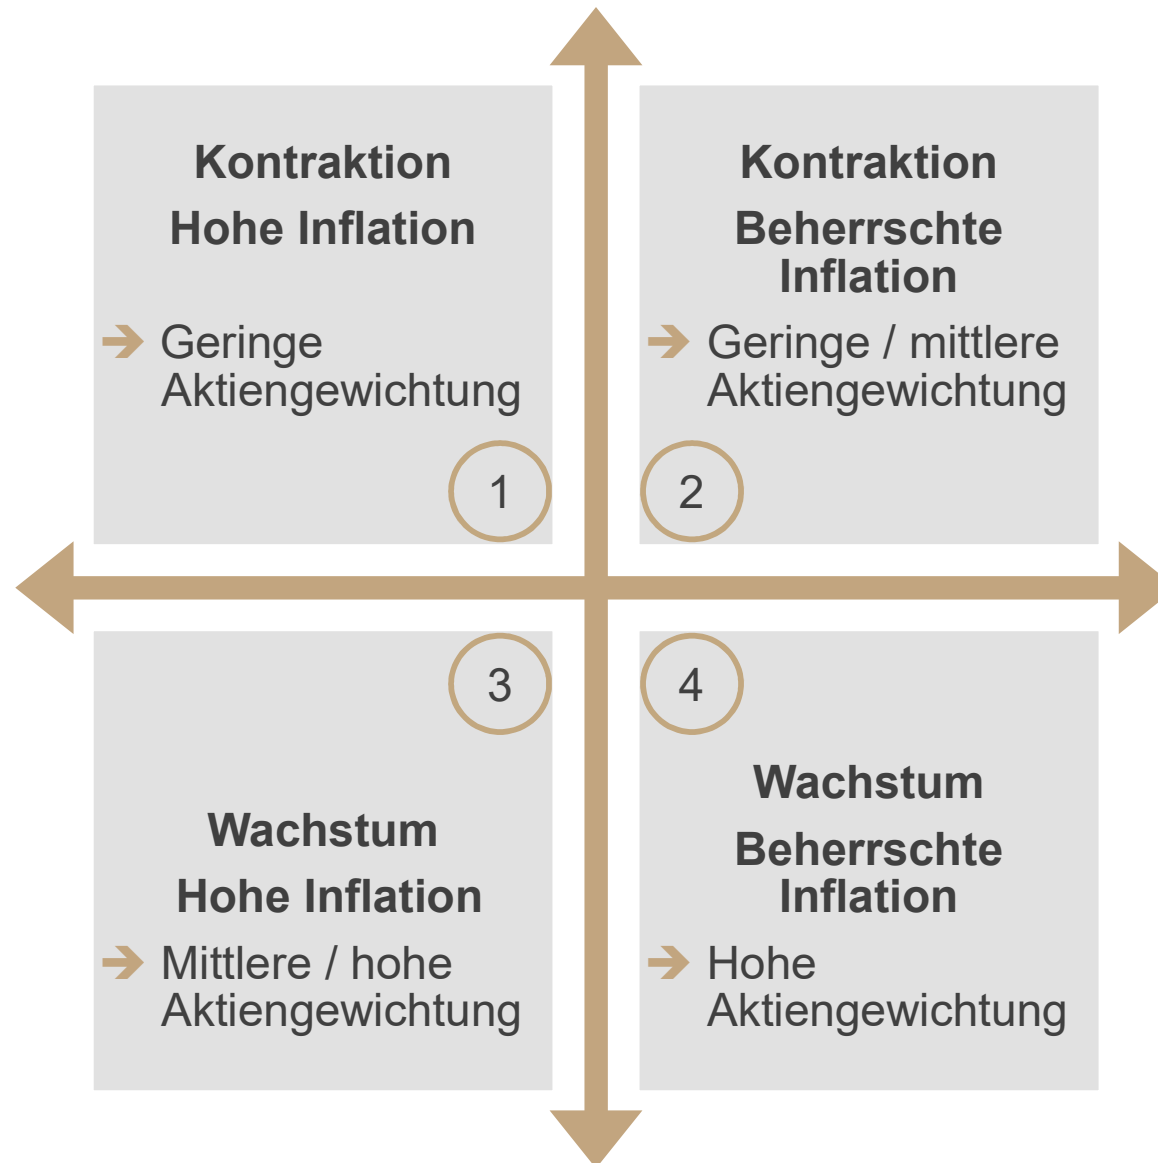 Kontraktion
Hohe Inflation
Geringe
Aktiengewichtung
1
Kontraktion
Beherrschte
Inflation
Geringe / mittlere
Aktiengewichtung
2
3
Wachstum
Hohe Inflation
Mittlere / hohe
Aktiengewichtung
4
Wachstum
Beherrschte
Inflation
Hohe
Aktiengewichtung